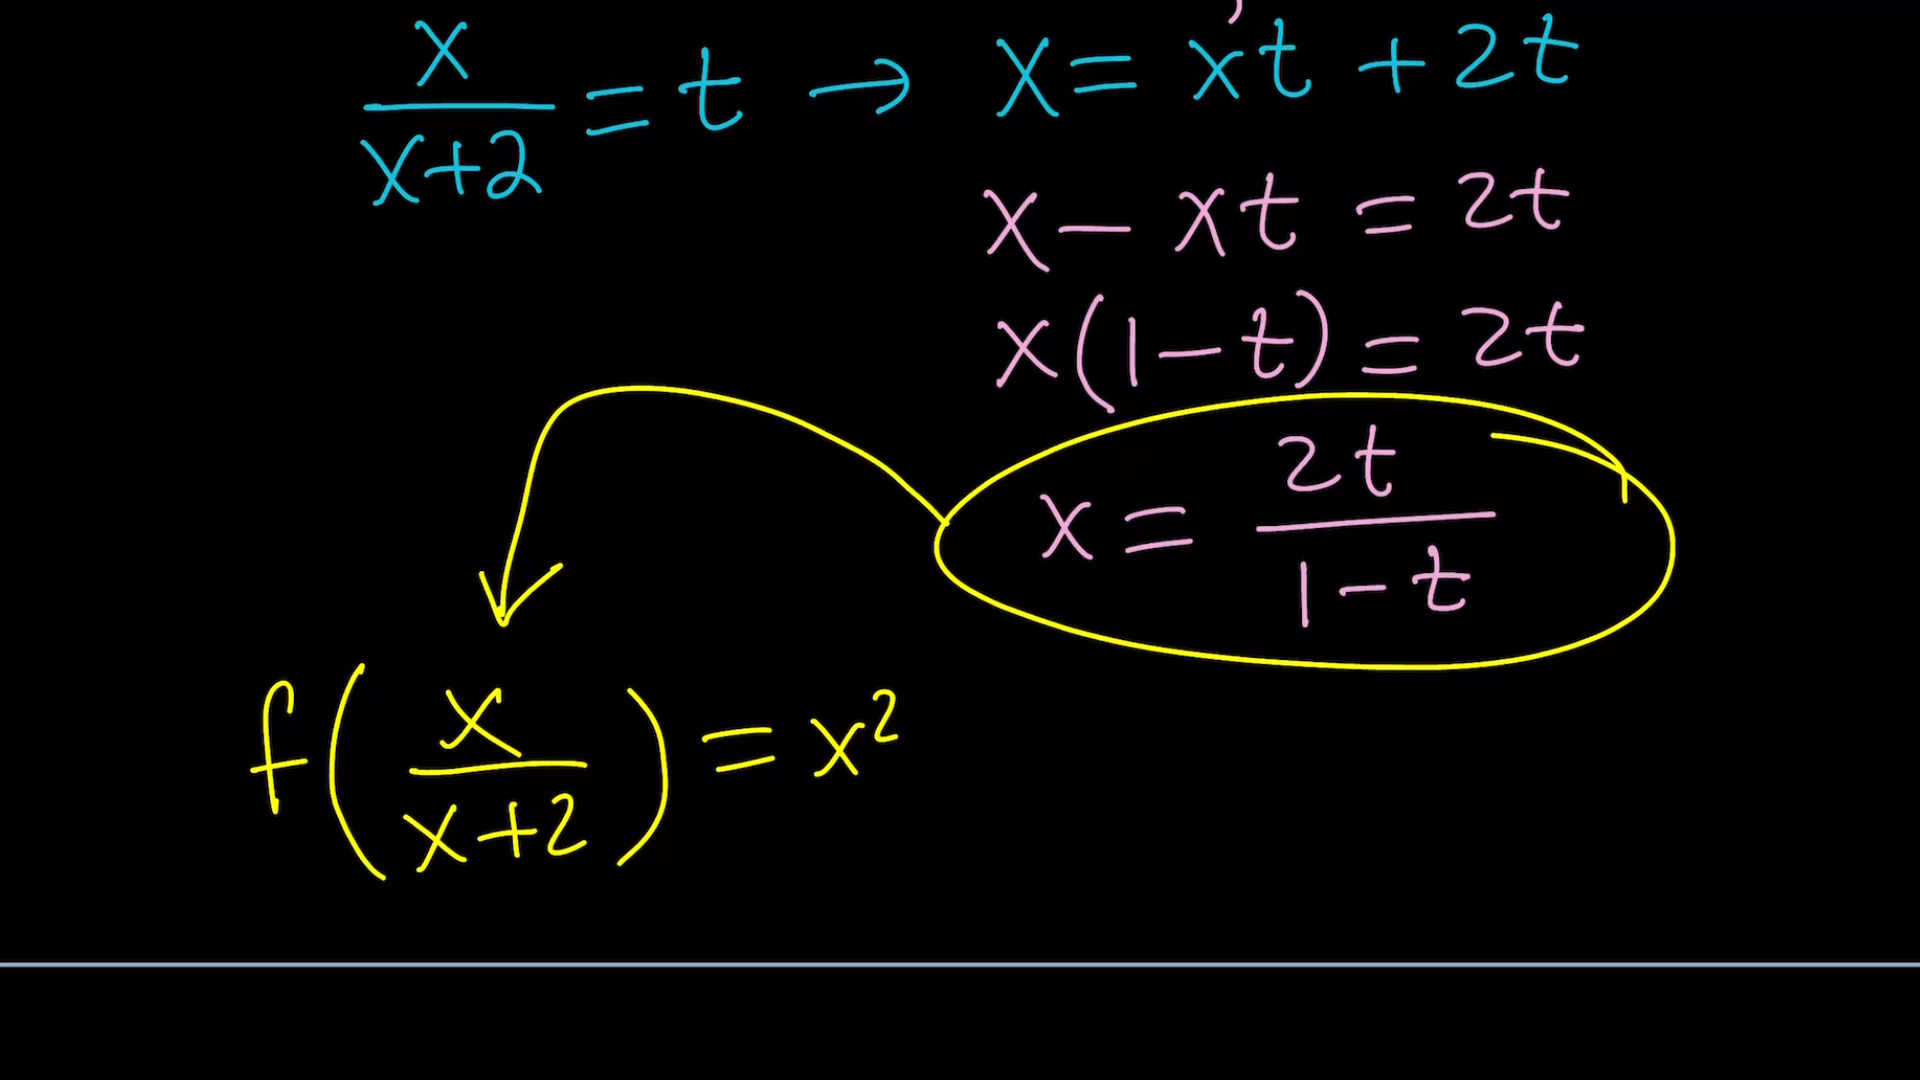 x/(x+2) = t → x = xt + 2t
x − xt = 2t
x(1−t) = 2t
x = 2t/(1−t)
f(x/(x+2)) = x²